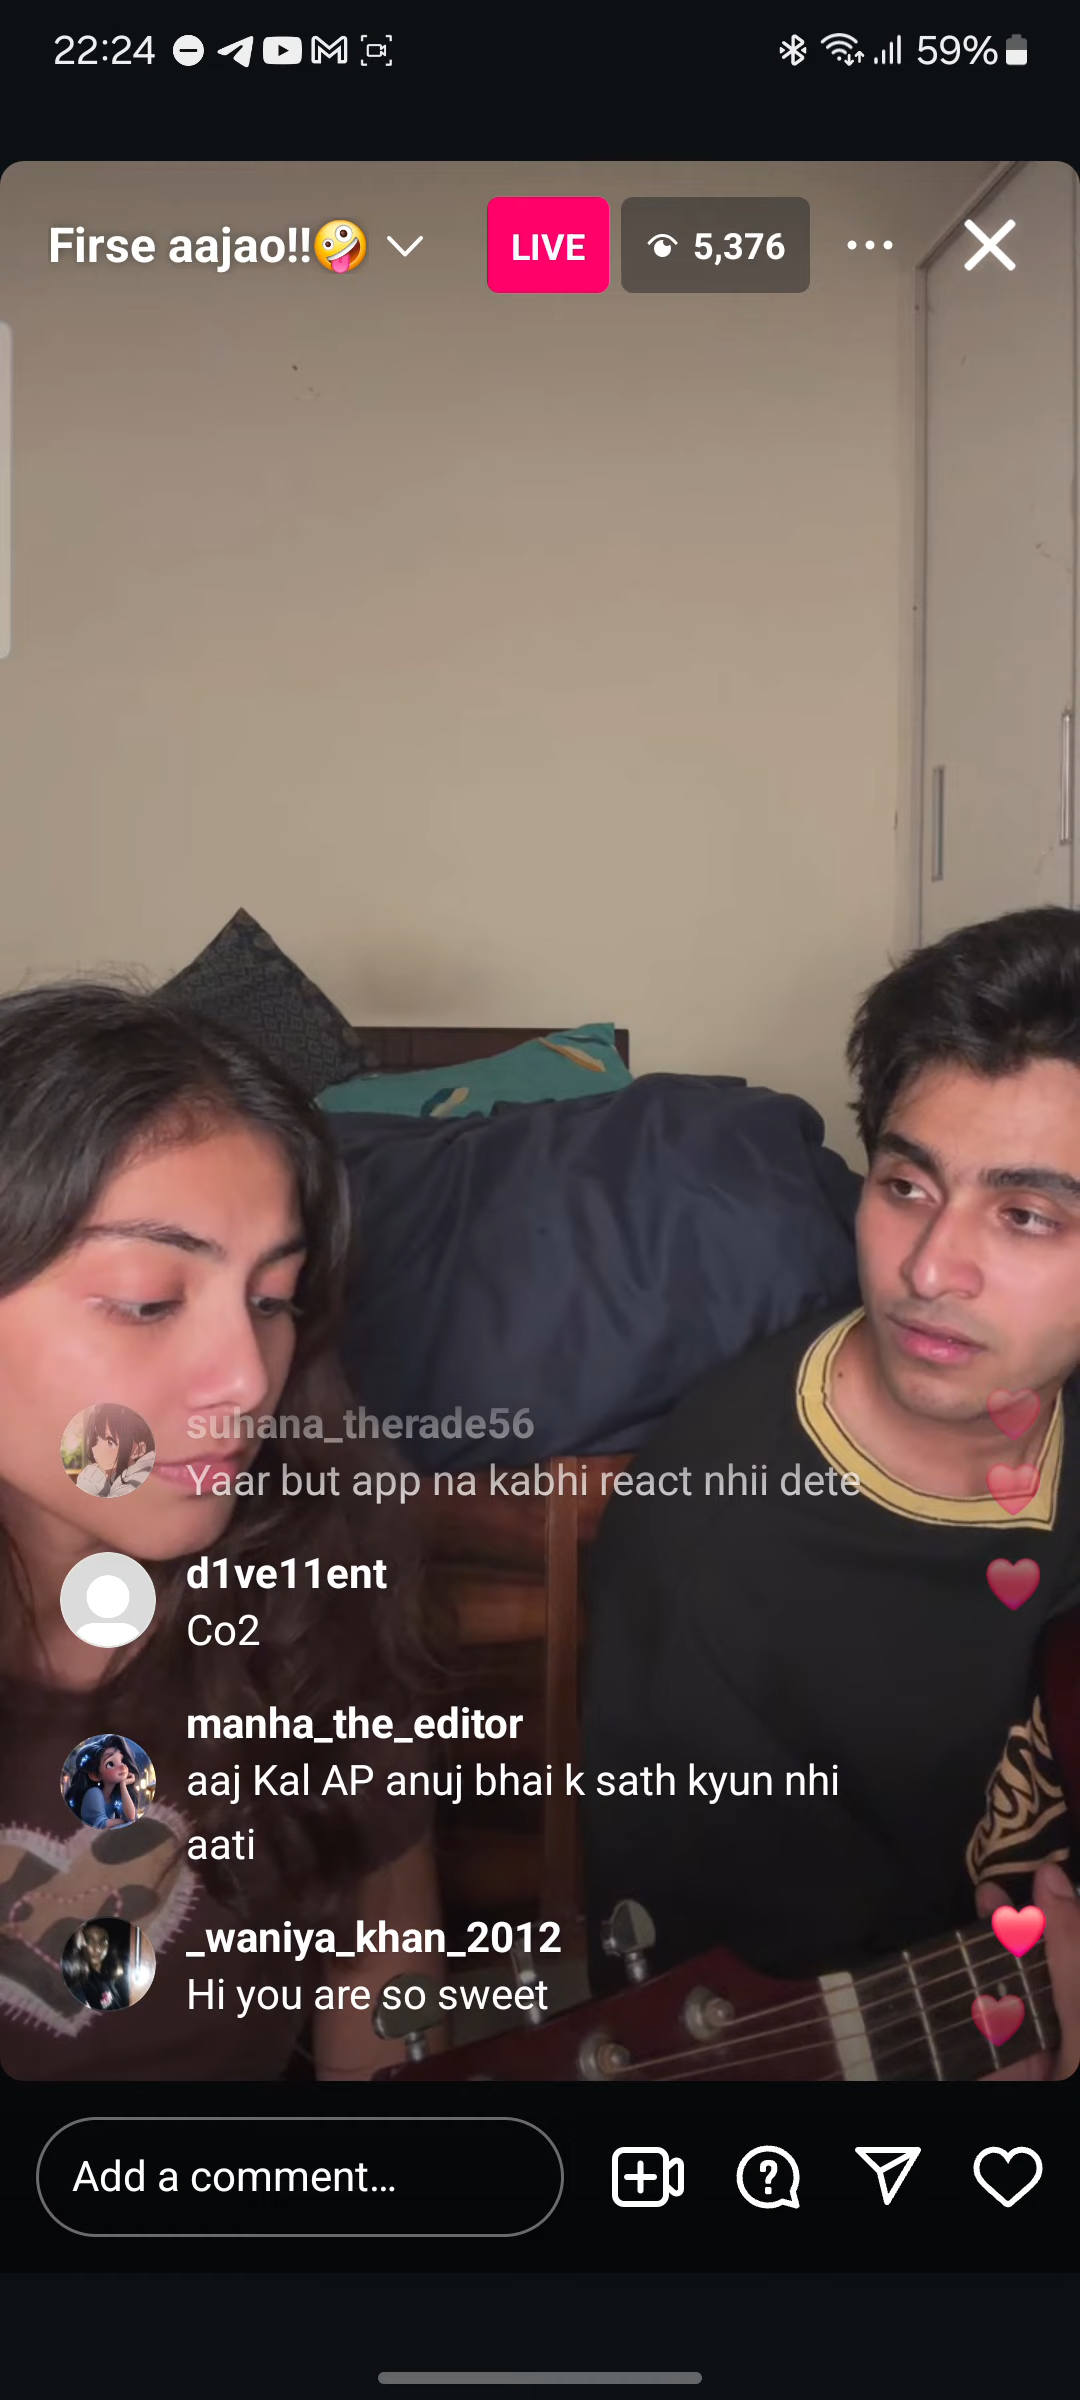 22:24
59%
Firse aajao!!🤪
LIVE
5,376
suhana_therade56
Yaar but app na kabhi react nhii dete
d1ve11ent
Co2
manha_the_editor
aaj Kal AP anuj bhai k sath kyun nhi
aati
_waniya_khan_2012
Hi you are so sweet
Add a comment...